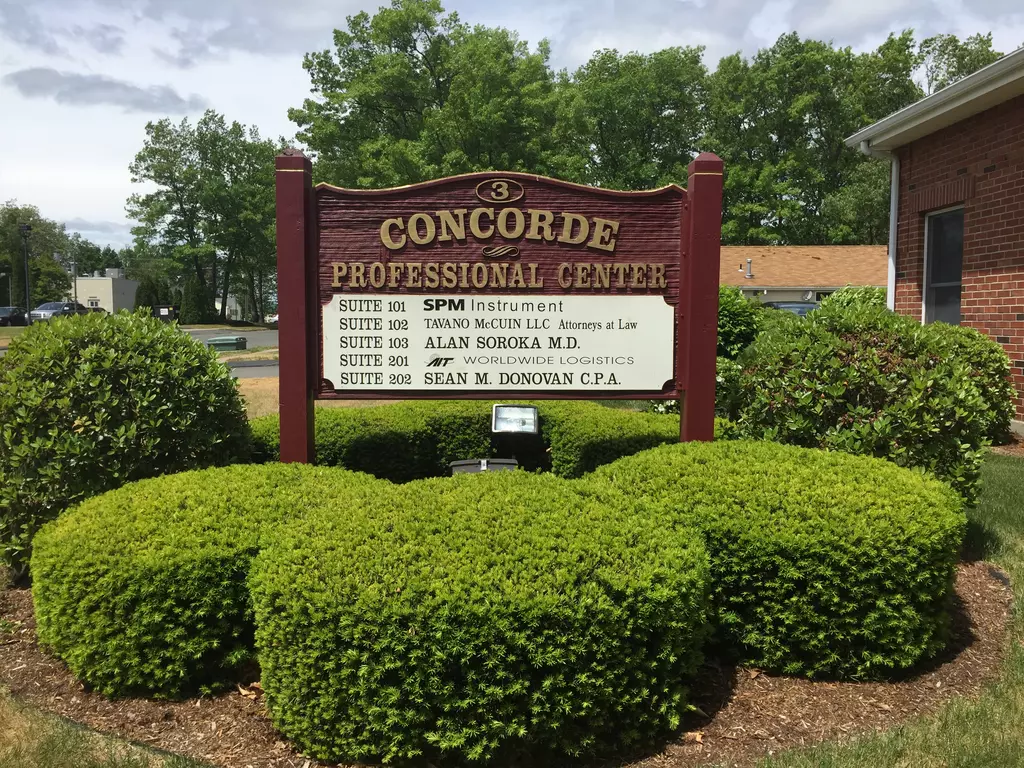 3
CONCORDE
PROFESSIONAL CENTER
SUITE 101 SPM Instrument
SUITE 102 TAVANO McCUIN LLC Attorneys at Law
SUITE 103 ALAN SOROKA M.D.
SUITE 201 AIT WORLDWIDE LOGISTICS
SUITE 202 SEAN M. DONOVAN C.P.A.